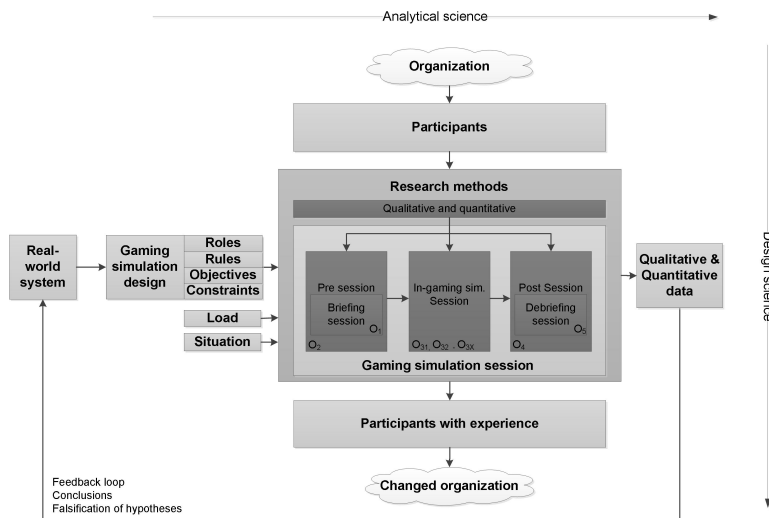 Analytical science
Organization
Participants
Research methods
Qualitative and quantitative
Real-
world
system
Gaming
simulation
design
Roles
Rules
Objectives
Constraints
Load
Situation
Pre session
Briefing
session
O1
O2
In-gaming sim.
Session
O31, O32 - O3X
Post Session
Debriefing
session
O5
O4
Gaming simulation session
Qualitative &
Quantitative
data
Design science
Participants with experience
Changed organization
Feedback loop
Conclusions
Falsification of hypotheses